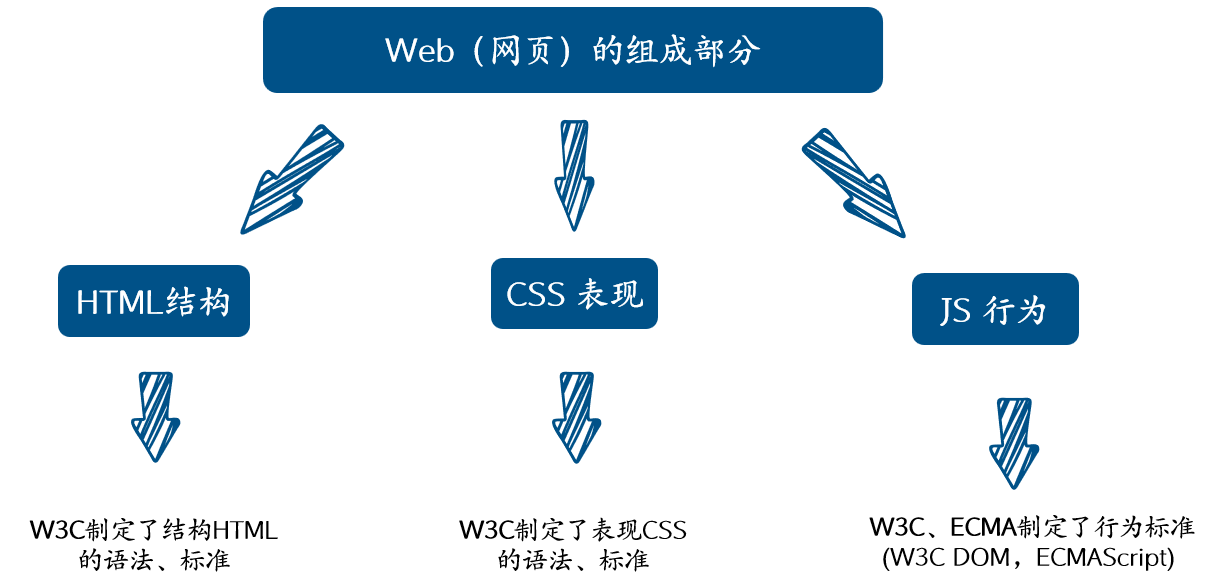 Web（网页）的组成部分
HTML结构
CSS 表现
JS 行为
W3C制定了结构HTML
的语法、标准
W3C制定了表现CSS
的语法、标准
W3C、ECMA制定了行为标准
(W3C DOM，ECMAScript)